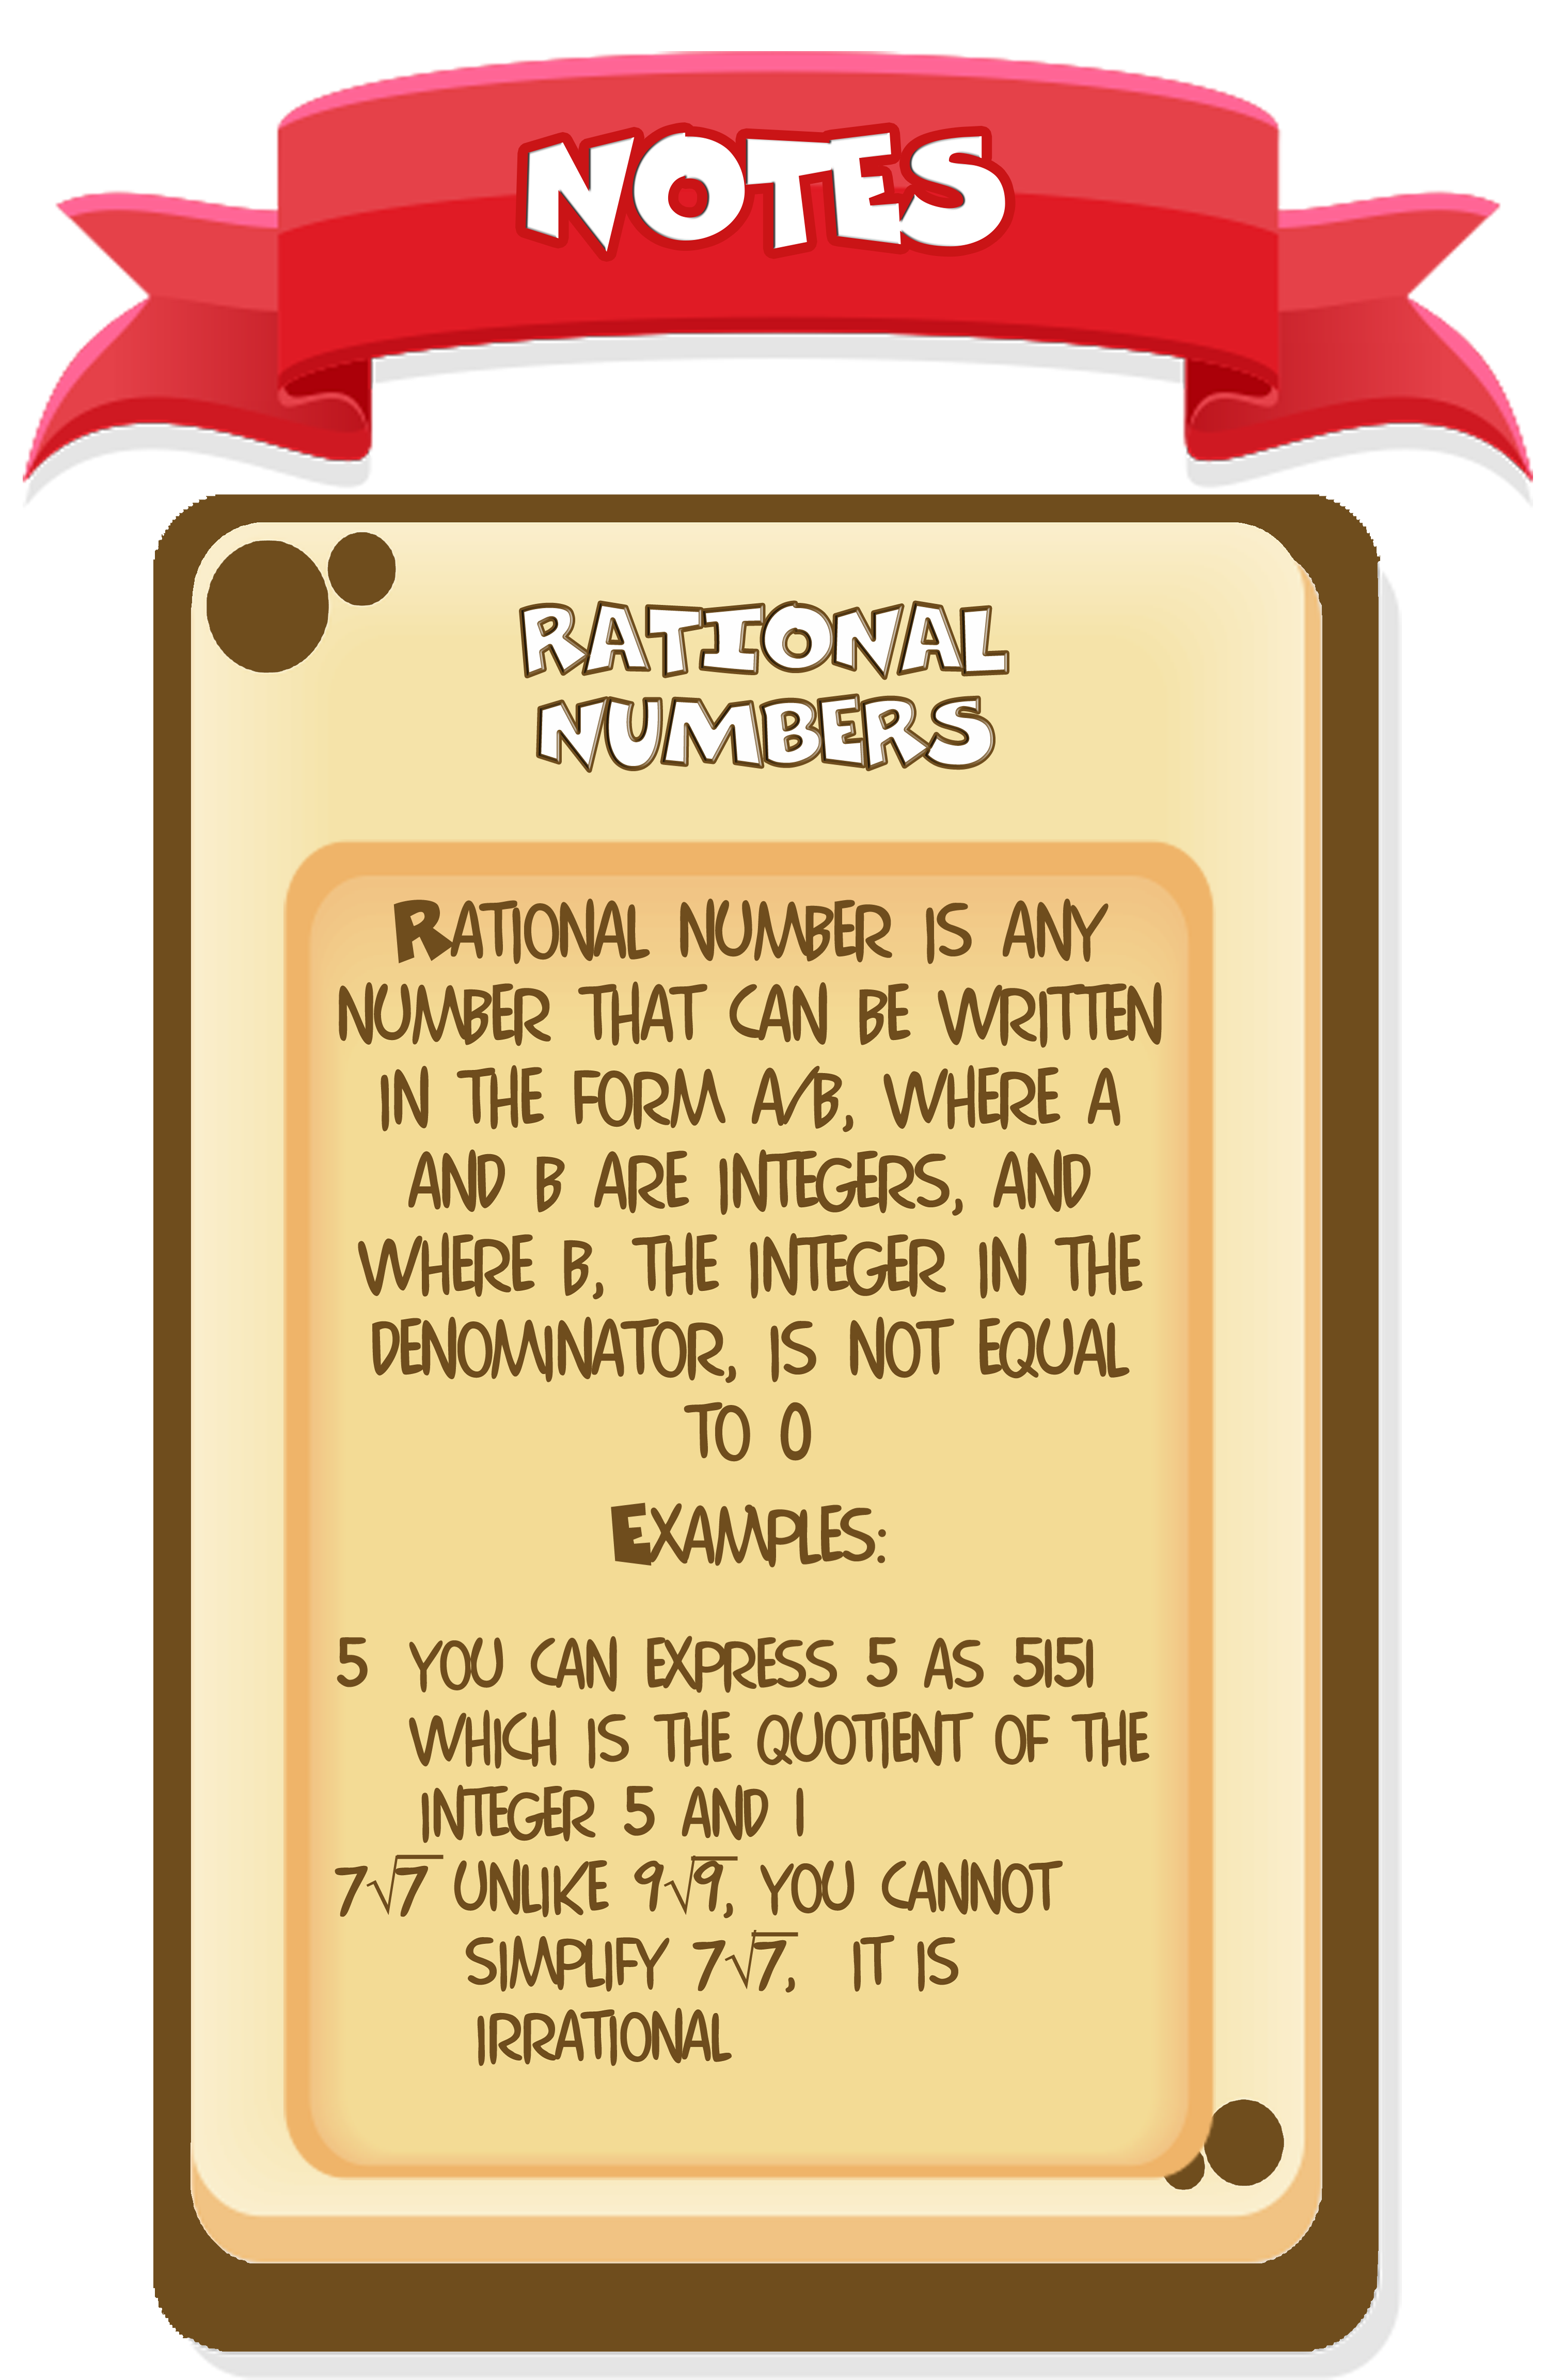 NOTES
RATIONAL
NUMBERS
RATIONAL NUMBER IS ANY
NUMBER THAT CAN BE WRITTEN
IN THE FORM A/B, WHERE A
AND B ARE INTEGERS, AND
WHERE B, THE INTEGER IN THE
DENOMINATOR, IS NOT EQUAL
TO 0
EXAMPLES:
5 YOU CAN EXPRESS 5 AS 5151
WHICH IS THE QUOTIENT OF THE
INTEGER 5 AND 1
7√7 UNLIKE 9√9, YOU CANNOT
SIMPLIFY 7√7, IT IS
IRRATIONAL